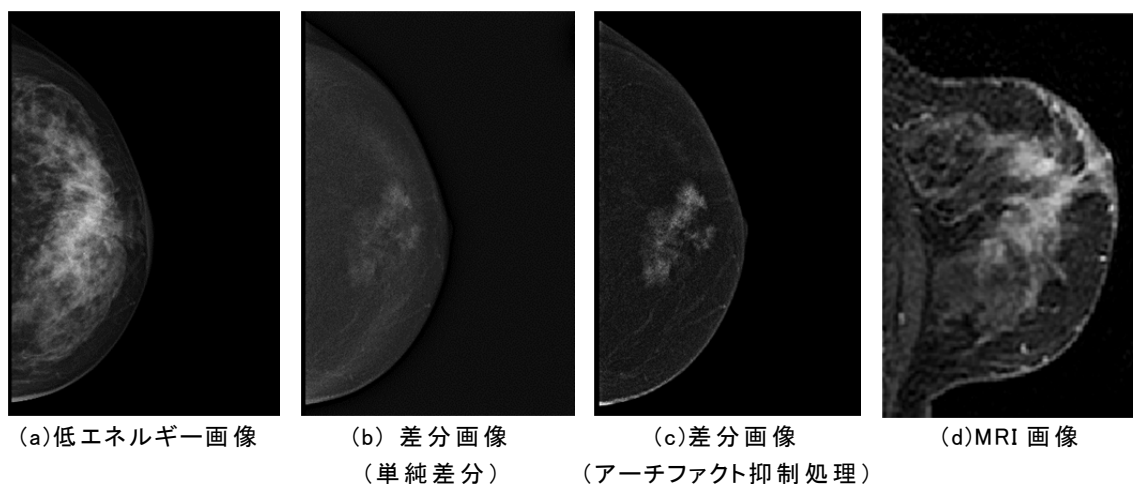 (a)低エネルギー画像
(b) 差分画像
(単純差分)
(c)差分画像
(アーチファクト抑制処理)
(d)MRI 画像